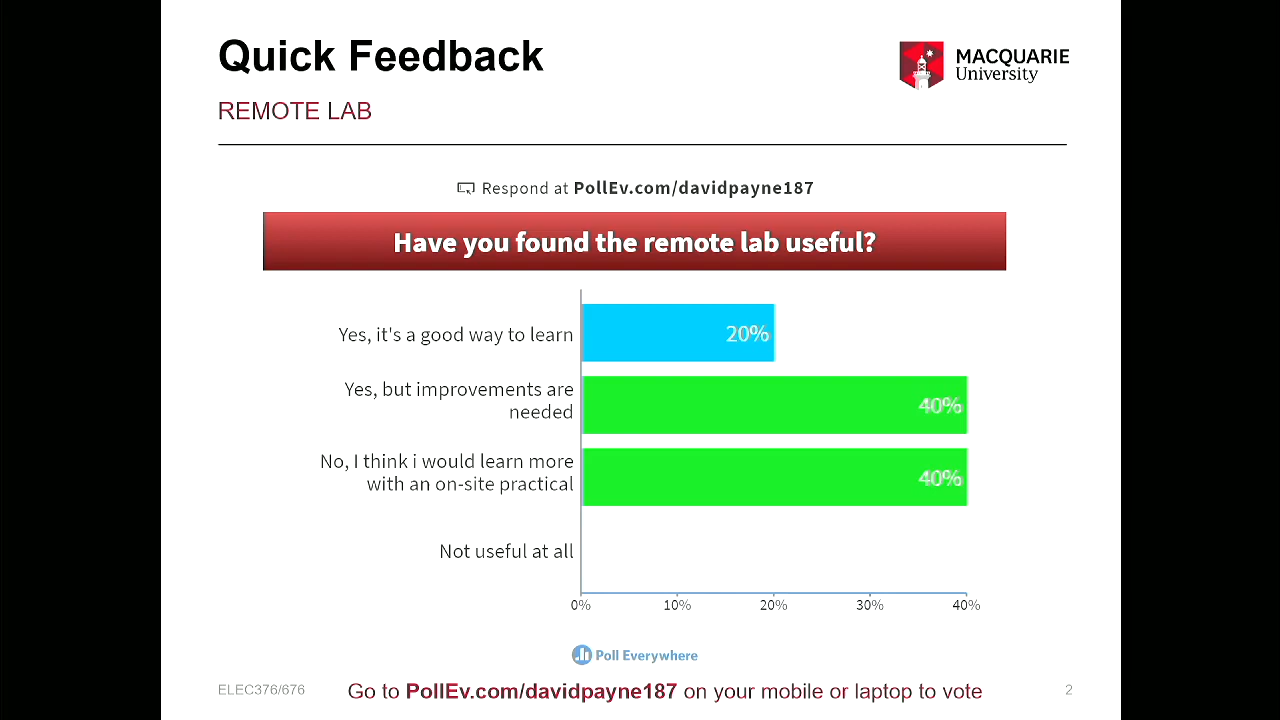 Quick Feedback
MACQUARIE
University
REMOTE LAB
Respond at PollEv.com/davidpayne187
Have you found the remote lab useful?
Yes, it's a good way to learn
20%
Yes, but improvements are
needed
40%
No, I think i would learn more
with an on-site practical
40%
Not useful at all
0% 10% 20% 30% 40%
Poll Everywhere
ELEC376/676
Go to PollEv.com/davidpayne187 on your mobile or laptop to vote
2